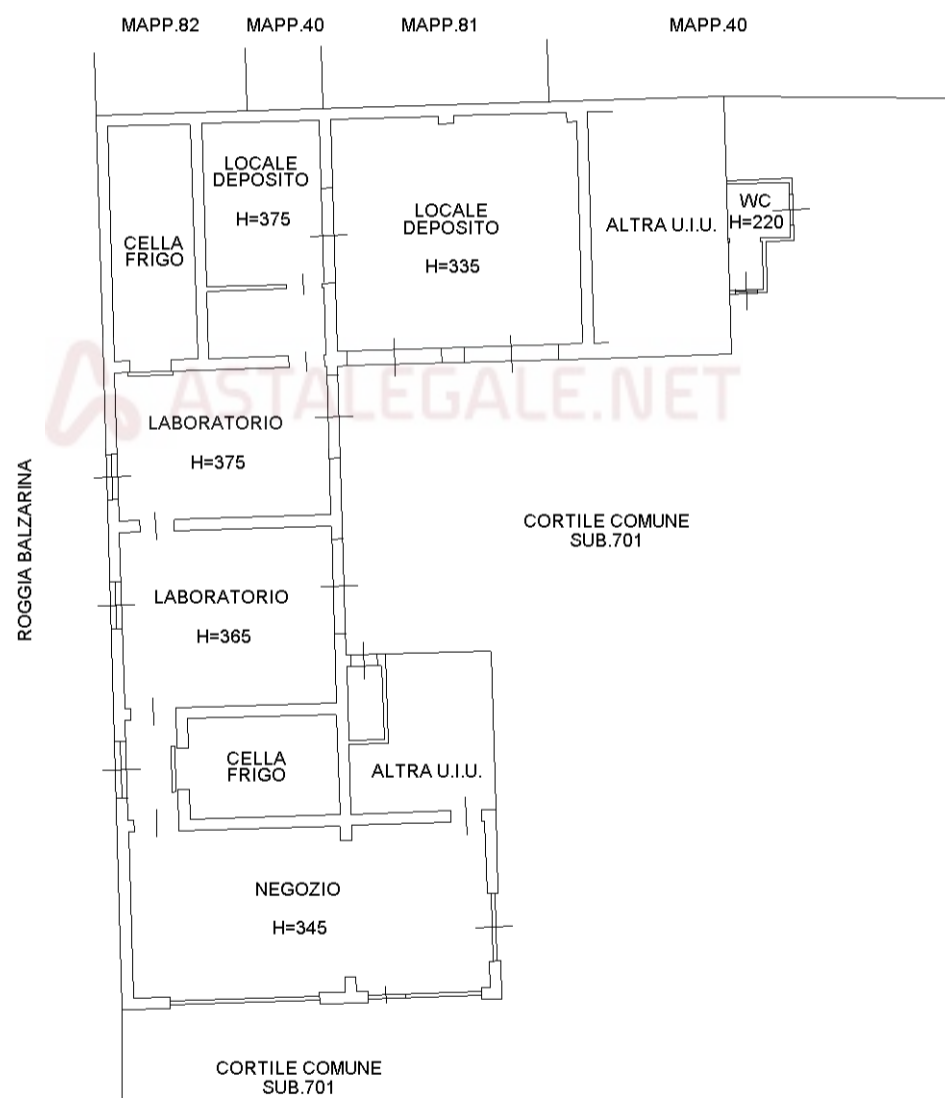 MAPP.82
MAPP.40
MAPP.81
MAPP.40
LOCALE
DEPOSITO
H=375
LOCALE
DEPOSITO
H=335
ALTRA U.I.U.
WC
H=220
CELLA
FRIGO
ASTALEGALE.NET
LABORATORIO
H=375
ROGGIA BALZARINA
CORTILE COMUNE
SUB.701
LABORATORIO
H=365
CELLA
FRIGO
ALTRA U.I.U.
NEGOZIO
H=345
CORTILE COMUNE
SUB.701